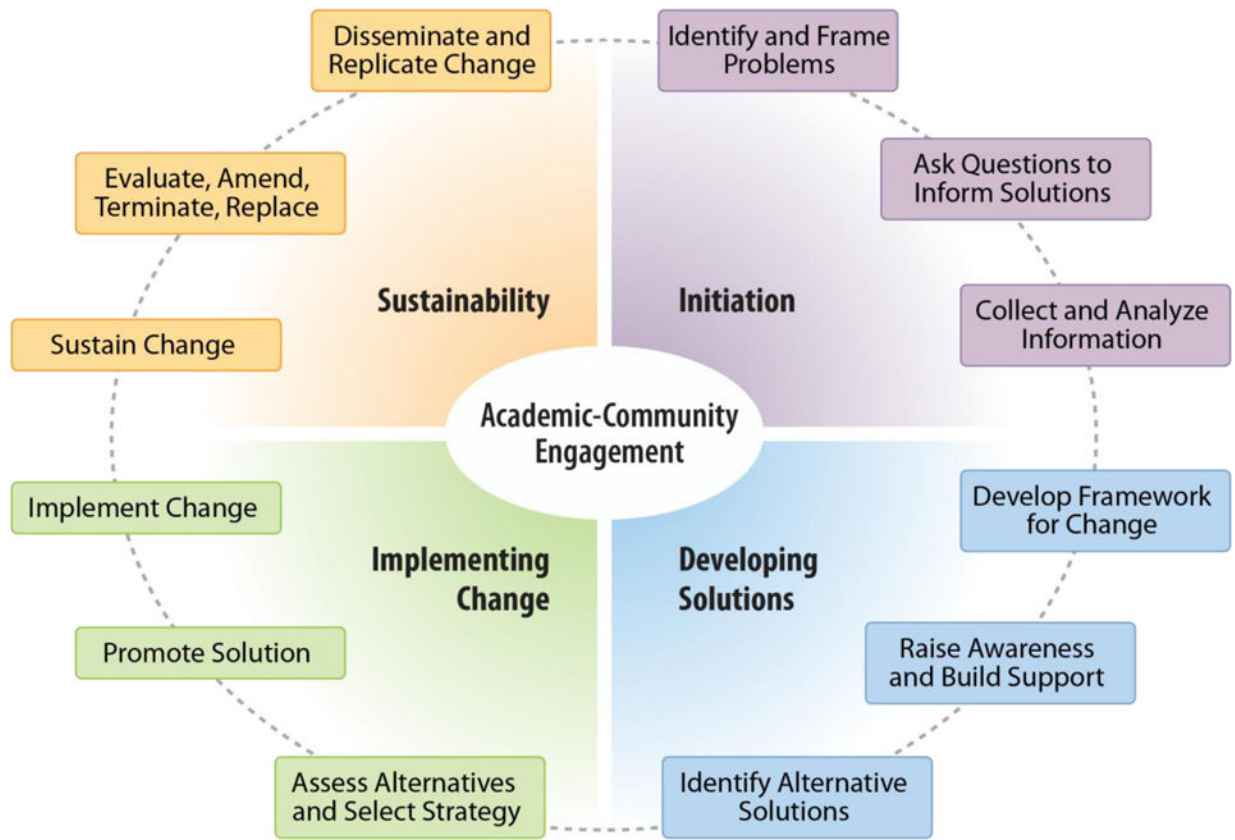 Disseminate and
Replicate Change
Identify and Frame
Problems
Evaluate, Amend,
Terminate, Replace
Ask Questions to
Inform Solutions
Sustainability
Initiation
Sustain Change
Collect and Analyze
Information
Academic-Community
Engagement
Implement Change
Develop Framework
for Change
Implementing
Change
Developing
Solutions
Promote Solution
Raise Awareness
and Build Support
Assess Alternatives
and Select Strategy
Identify Alternative
Solutions